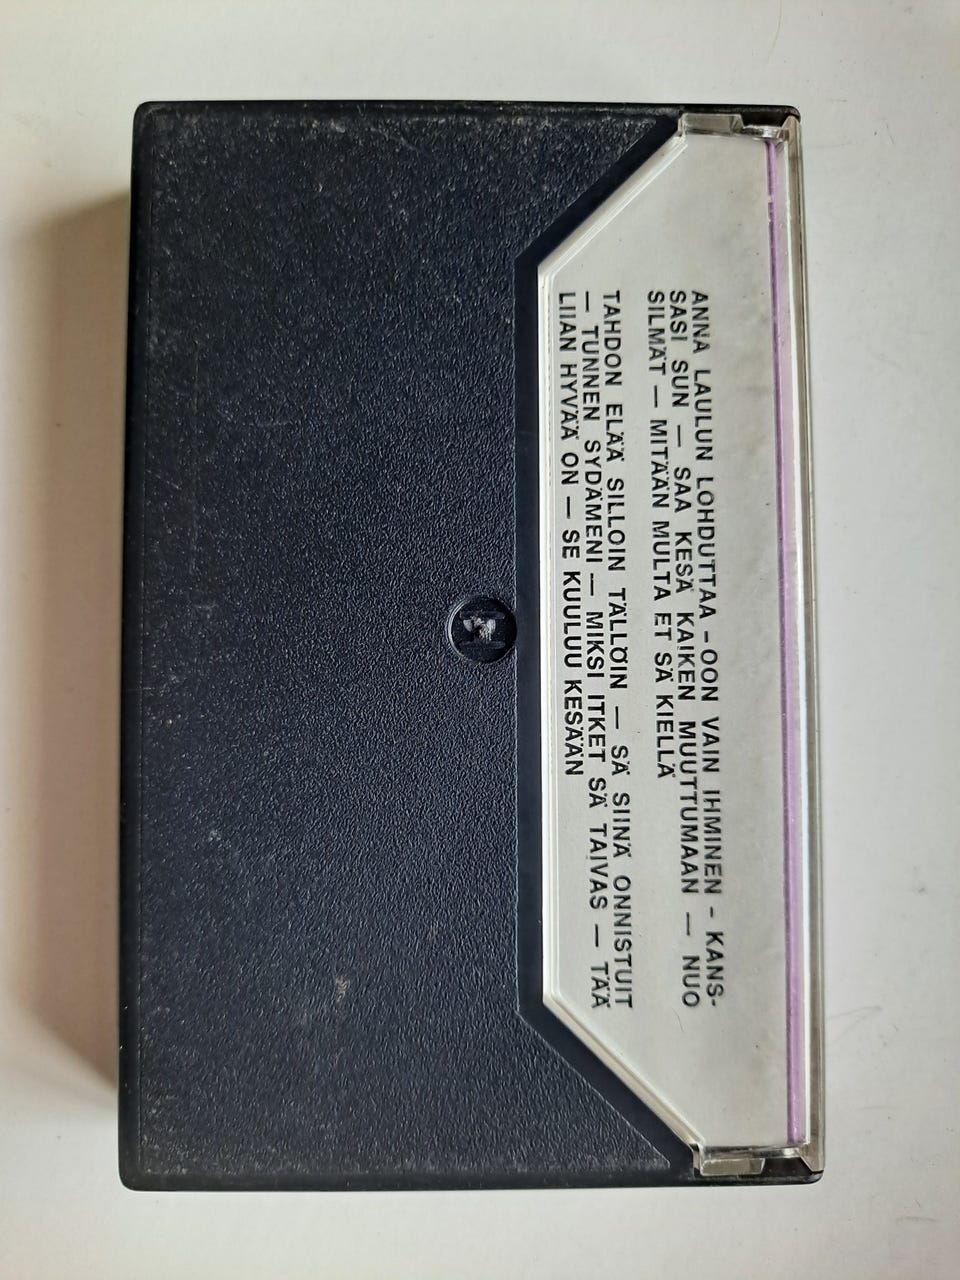 ANNA LAULUN LOHDUTTAA - OON VAIN IHMINEN - KANS-
SASI SUN — SAA KESÄ KAIKEN MUUTTUMAAN — NUO
SILMÄT — MITÄÄN MULTA ET SÄ KIELLÄ
TAHDON ELÄÄ SILLOIN TÄLLÖIN — SÄ SIINÄ ONNISTUIT
— TUNNEN SYDÄMENI — MIKSI ITKET SÄ TAIVAS — TÄÄ
LIIAN HYVÄÄ ON — SE KUULUU KESÄÄN